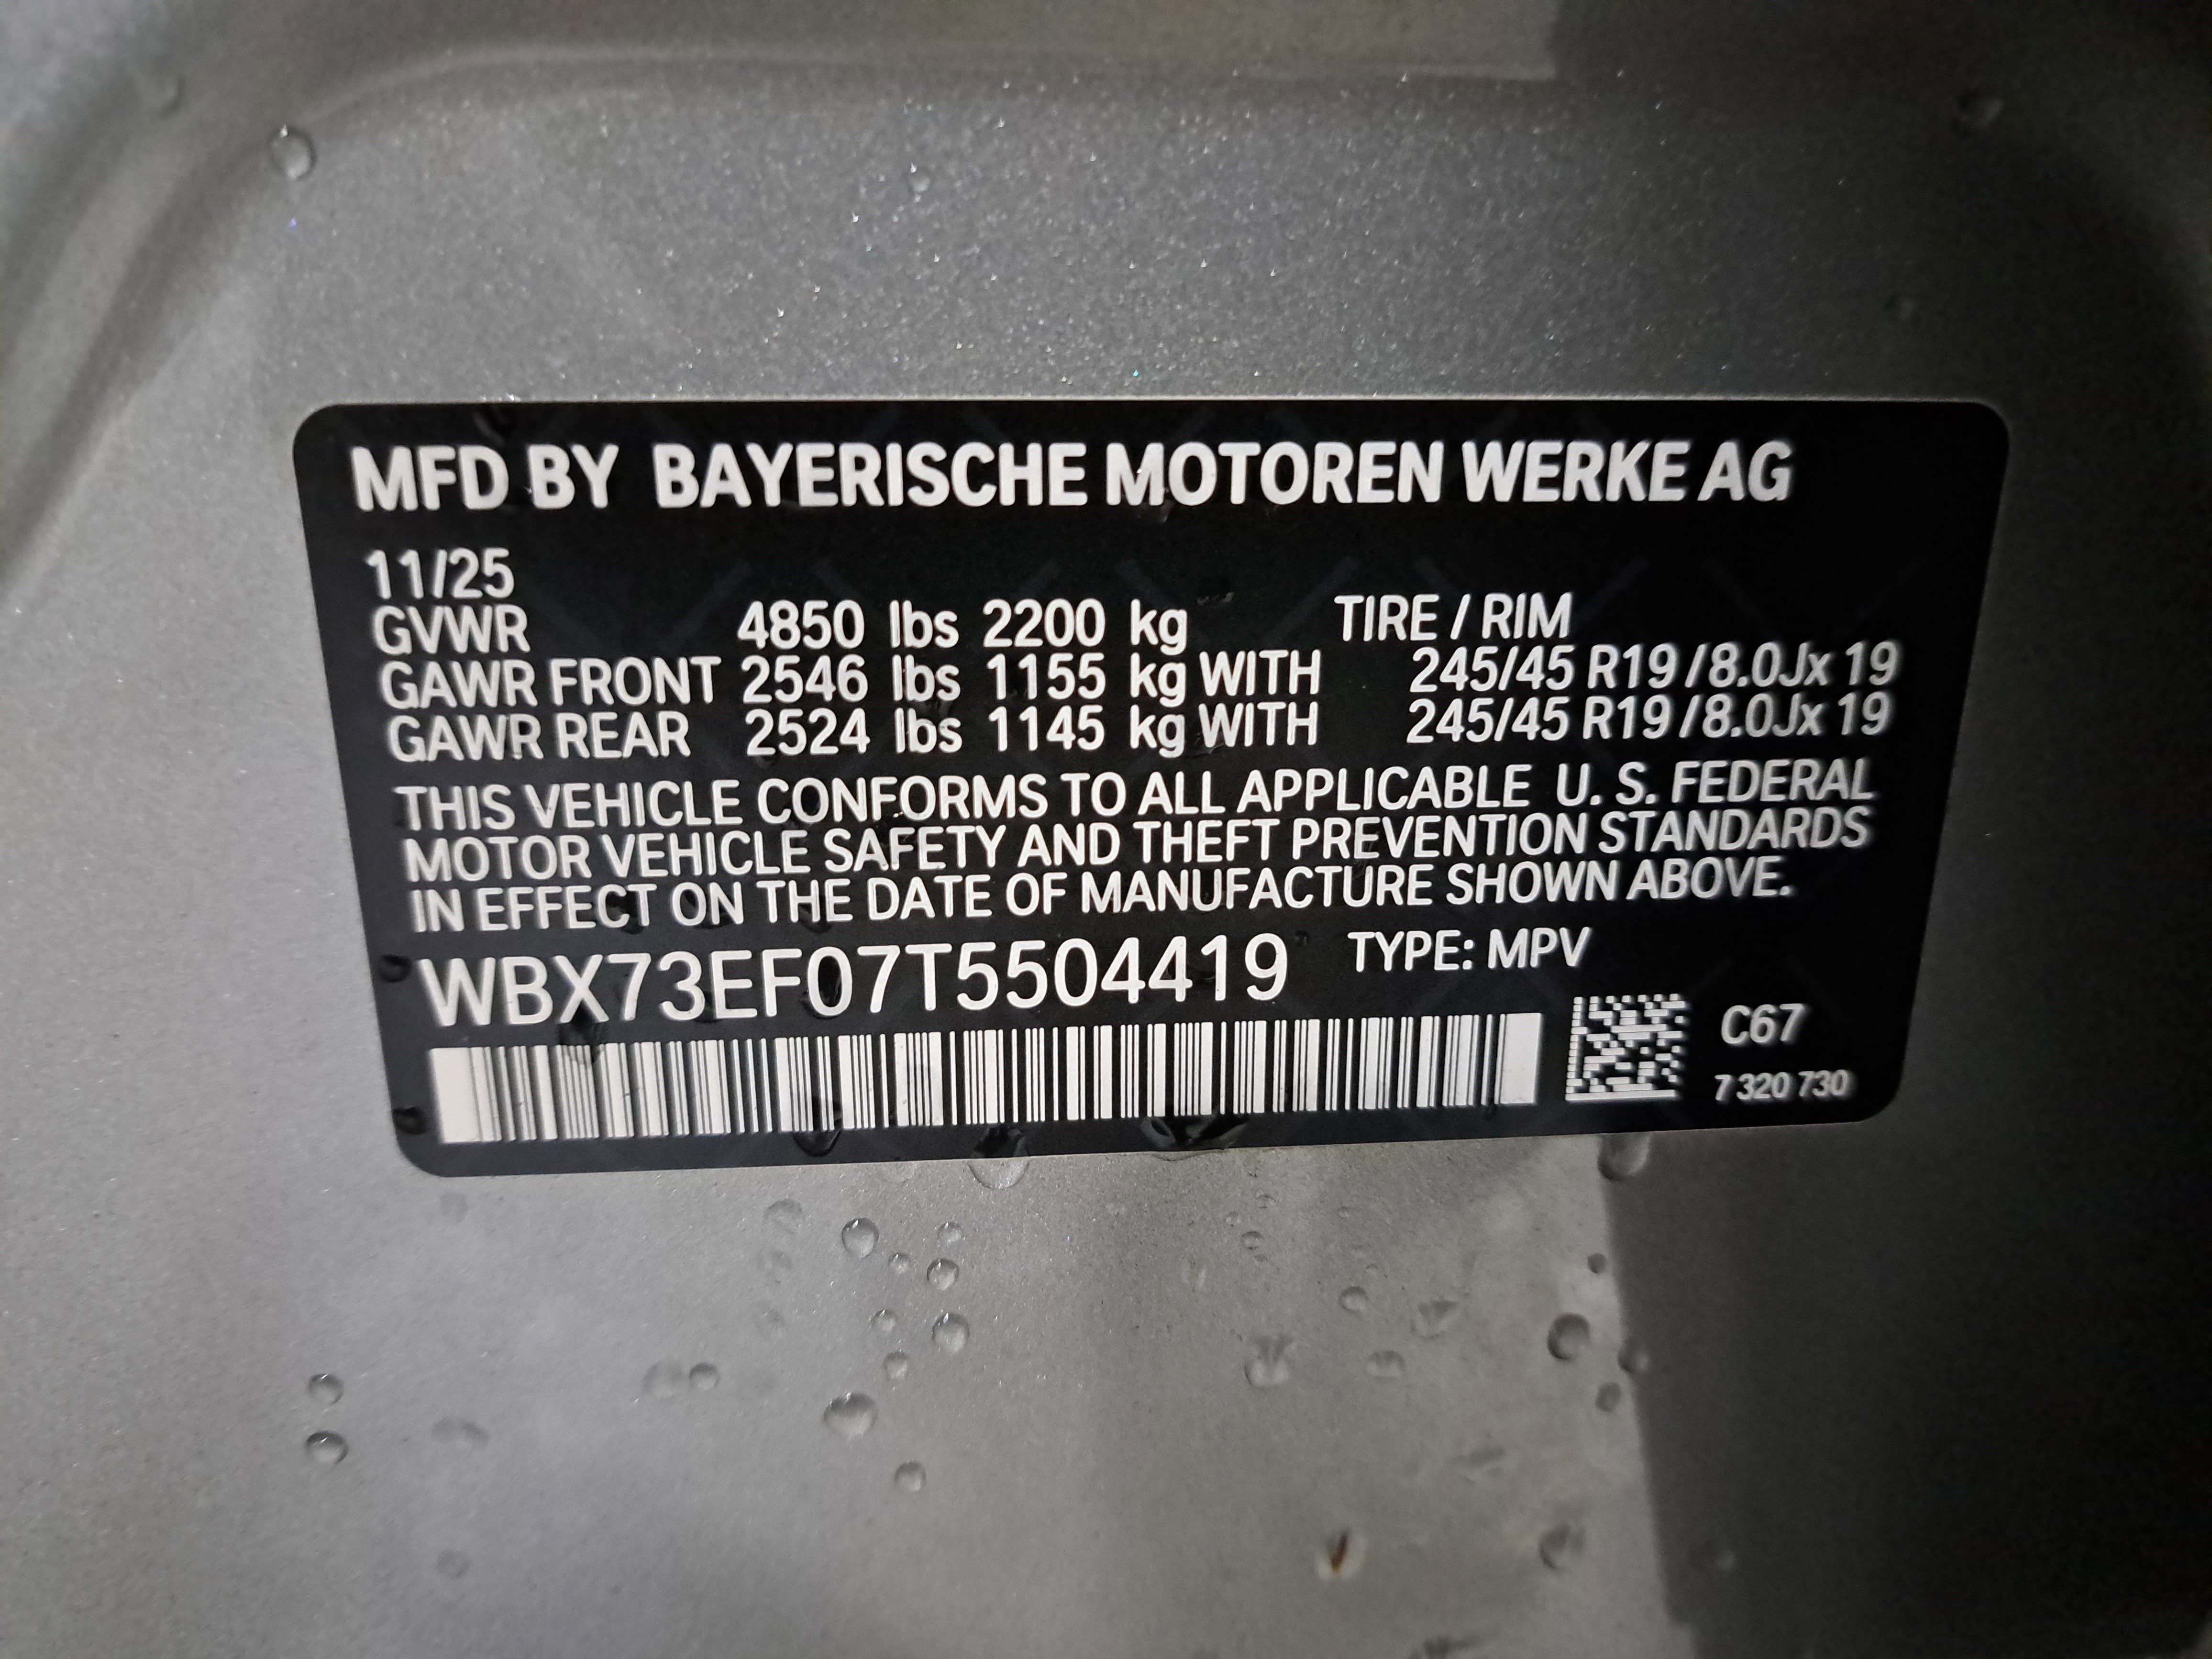 MFD BY BAYERISCHE MOTOREN WERKE AG
11/25
GVWR 4850 lbs 2200 kg TIRE / RIM
GAWR FRONT 2546 lbs 1155 kg WITH 245/45 R19 /8.0Jx 19
GAWR REAR 2524 lbs 1145 kg WITH 245/45 R19 /8.0Jx 19
THIS VEHICLE CONFORMS TO ALL APPLICABLE U. S. FEDERAL
MOTOR VEHICLE SAFETY AND THEFT PREVENTION STANDARDS
IN EFFECT ON THE DATE OF MANUFACTURE SHOWN ABOVE.
WBX73EF07T5504419 TYPE: MPV
C67
7 320 730